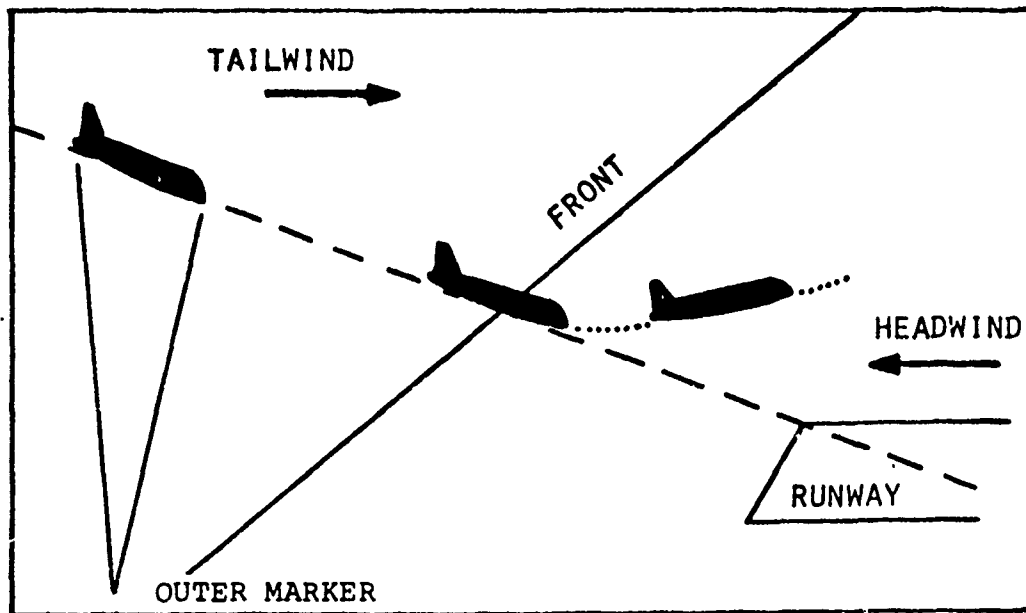 TAILWIND
FRONT
HEADWIND
RUNWAY
OUTER MARKER